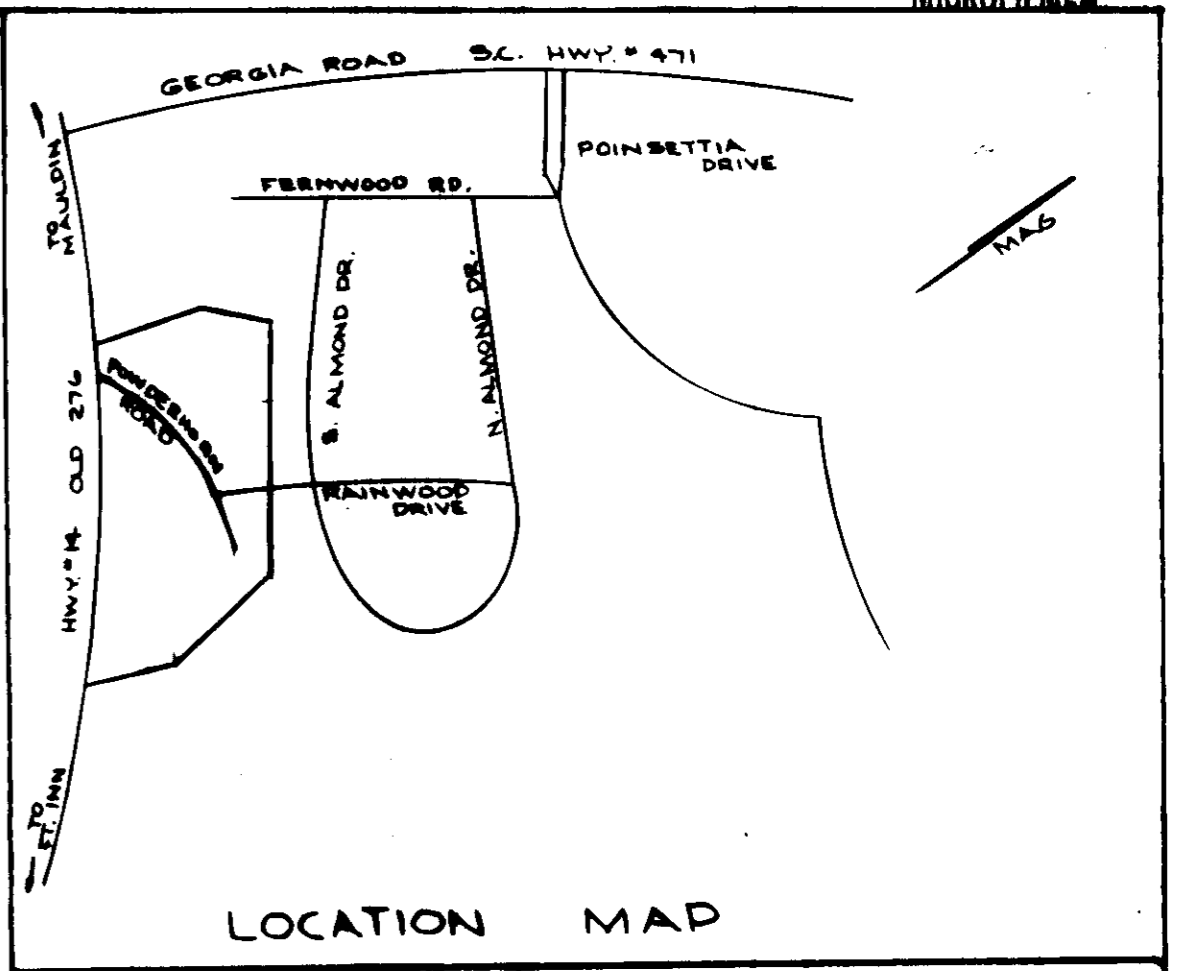 GEORGIA ROAD S.C. HWY. # 471
POINSETTIA
DRIVE
FERNWOOD RD.
TO
MAULDIN
MAG
S. ALMOND DR.
N. ALMOND DR.
POWDERHORN
ROAD
HWY. # 14 OLD 276
RAINWOOD
DRIVE
TO
FT. INN
LOCATION MAP